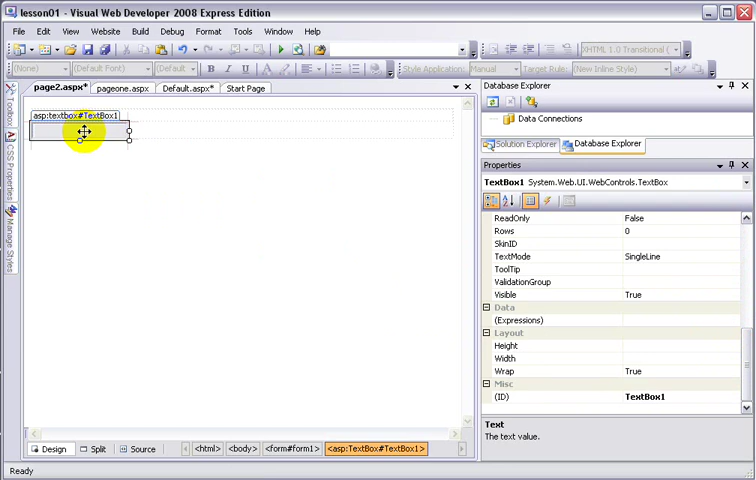 lesson01 - Visual Web Developer 2008 Express Edition
File Edit View Website Build Debug Format Tools Window Help
XHTML 1.0 Transitional (
(None) (Default Font) (Default
B I U A Style Application: Manual Target Rule: (New Inline Style)
page2.aspx* pageone.aspx Default.aspx* Start Page
Toolbox
CSS Properties
Manage Styles
asp:textbox#TextBox1
Design Split Source <html> <body> <form#form1> <asp:TextBox#TextBox1>
Database Explorer
Data Connections
Solution Explorer Database Explorer
Properties
TextBox1 System.Web.UI.WebControls.TextBox
ReadOnly False
Rows 0
SkinID
TextMode SingleLine
ToolTip
ValidationGroup
Visible True
Data
(Expressions)
Layout
Height
Width
Wrap True
Misc
(ID) TextBox1
Text
The text value.
Ready